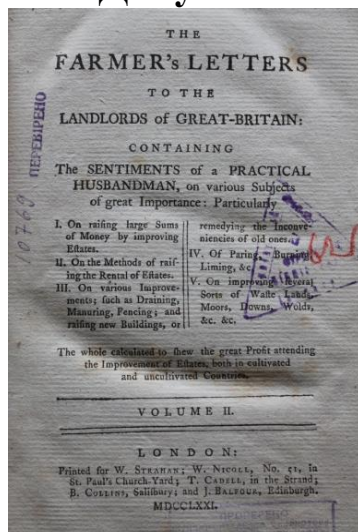 THE
FARMER's LETTERS
TO THE
LANDLORDS of GREAT-BRITAIN:
CONTAINING
The SENTIMENTS of a PRACTICAL
HUSBANDMAN, on various Subjects
of great Importance: Particularly
I. On raiſing large Sums
of Money by improving
Eſtates.
II. On the Methods of raiſ-
ing the Rental of Eſtates.
III. On various Improve-
ments; ſuch as Draining,
Manuring, Fencing; and
raiſing new Buildings, or
remedying the Inconve-
niencies of old ones.
IV. Of Paring, Burning,
Liming, &c.
V. On improving ſeveral
Sorts of Waſte Lands,
Moors, Downs, Wolds,
&c. &c.
The whole calculated to ſhew the great Profit attending
the Improvement of Eſtates, both in cultivated
and uncultivated Countries.
VOLUME II.
LONDON:
Printed for W. STRAHAN; W. NICOLL, No. 51, in
St. Paul's Church-Yard; T. CADELL, in the Strand;
B. COLLINS, Saliſbury; and J. BALFOUR, Edinburgh.
MDCCLXXI.
ПЕРЕВІРЕНО